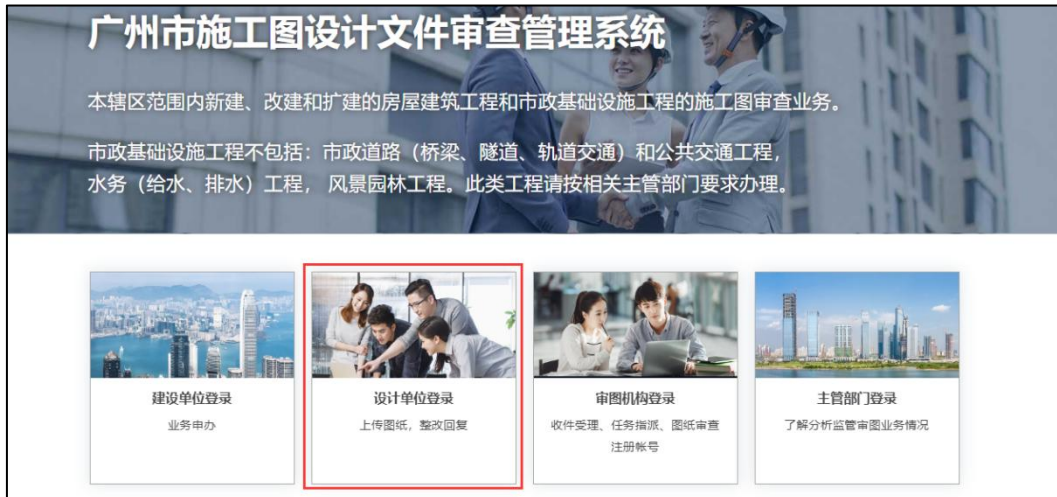 广州市施工图设计文件审查管理系统
本辖区范围内新建、改建和扩建的房屋建筑工程和市政基础设施工程的施工图审查业务。
市政基础设施工程不包括：市政道路（桥梁、隧道、轨道交通）和公共交通工程，
水务（给水、排水）工程， 风景园林工程。此类工程请按相关主管部门要求办理。
建设单位登录
业务申办
设计单位登录
上传图纸，整改回复
审图机构登录
收件受理、任务指派、图纸审查
注册帐号
主管部门登录
了解分析监管审图业务情况